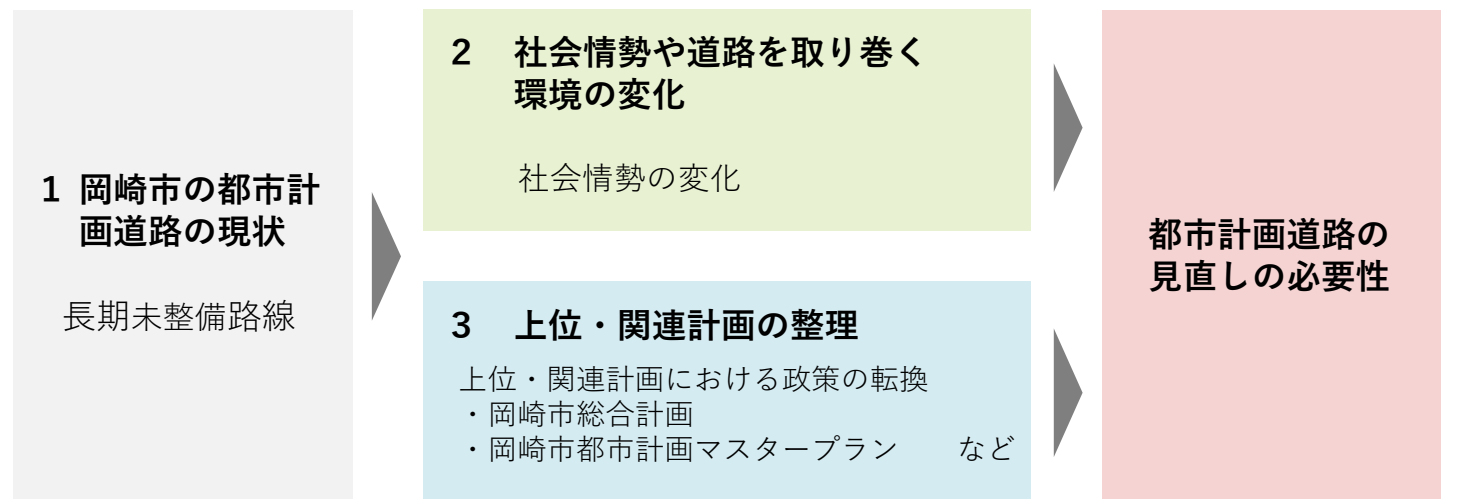 1 岡崎市の都市計
画道路の現状
長期未整備路線
2 社会情勢や道路を取り巻く
環境の変化
社会情勢の変化
3 上位・関連計画の整理
上位・関連計画における政策の転換
・岡崎市総合計画
・岡崎市都市計画マスタープラン など
都市計画道路の
見直しの必要性